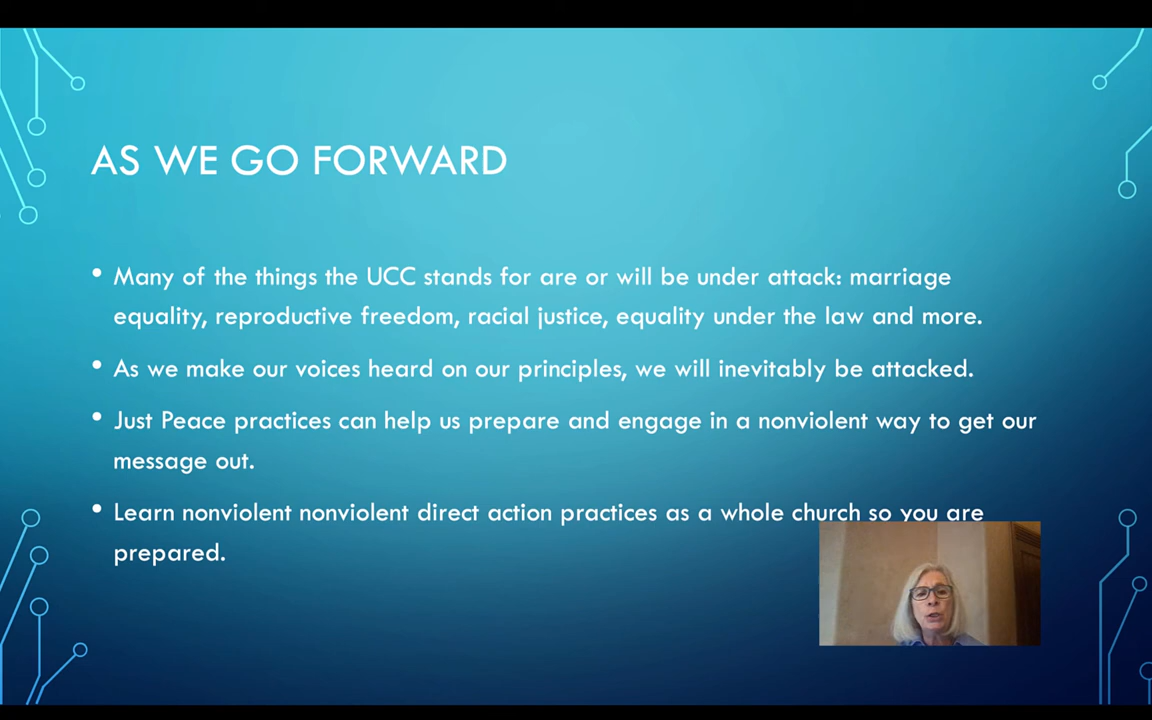 AS WE GO FORWARD
• Many of the things the UCC stands for are or will be under attack: marriage
equality, reproductive freedom, racial justice, equality under the law and more.
• As we make our voices heard on our principles, we will inevitably be attacked.
• Just Peace practices can help us prepare and engage in a nonviolent way to get our
message out.
• Learn nonviolent nonviolent direct action practices as a whole church so you are
prepared.